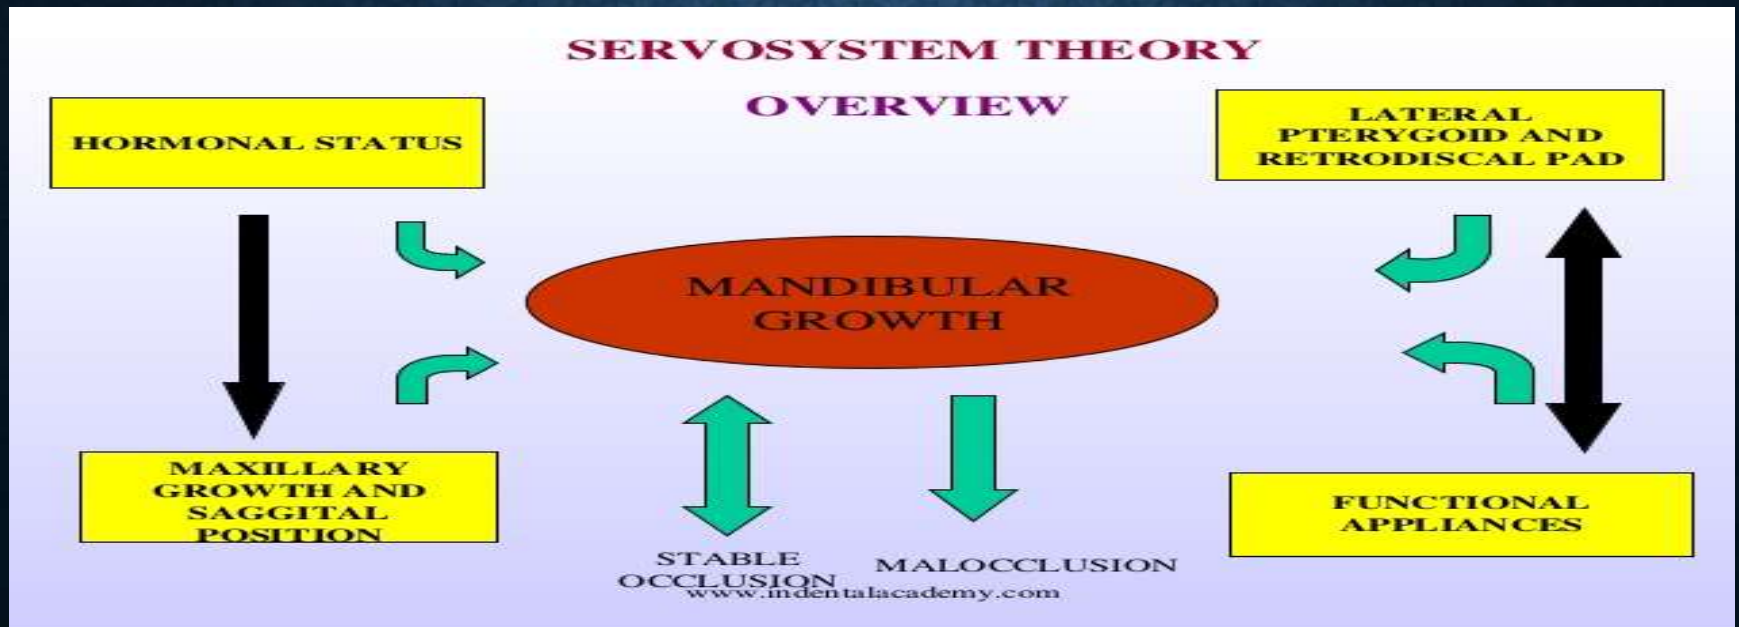 SERVOSYSTEM THEORY
OVERVIEW
HORMONAL STATUS
LATERAL
PTERYGOID AND
RETRODISCAL PAD
MANDIBULAR
GROWTH
MAXILLARY
GROWTH AND
SAGGITAL
POSITION
FUNCTIONAL
APPLIANCES
STABLE
OCCLUSION
MALOCCLUSION
www.indentalacademy.com